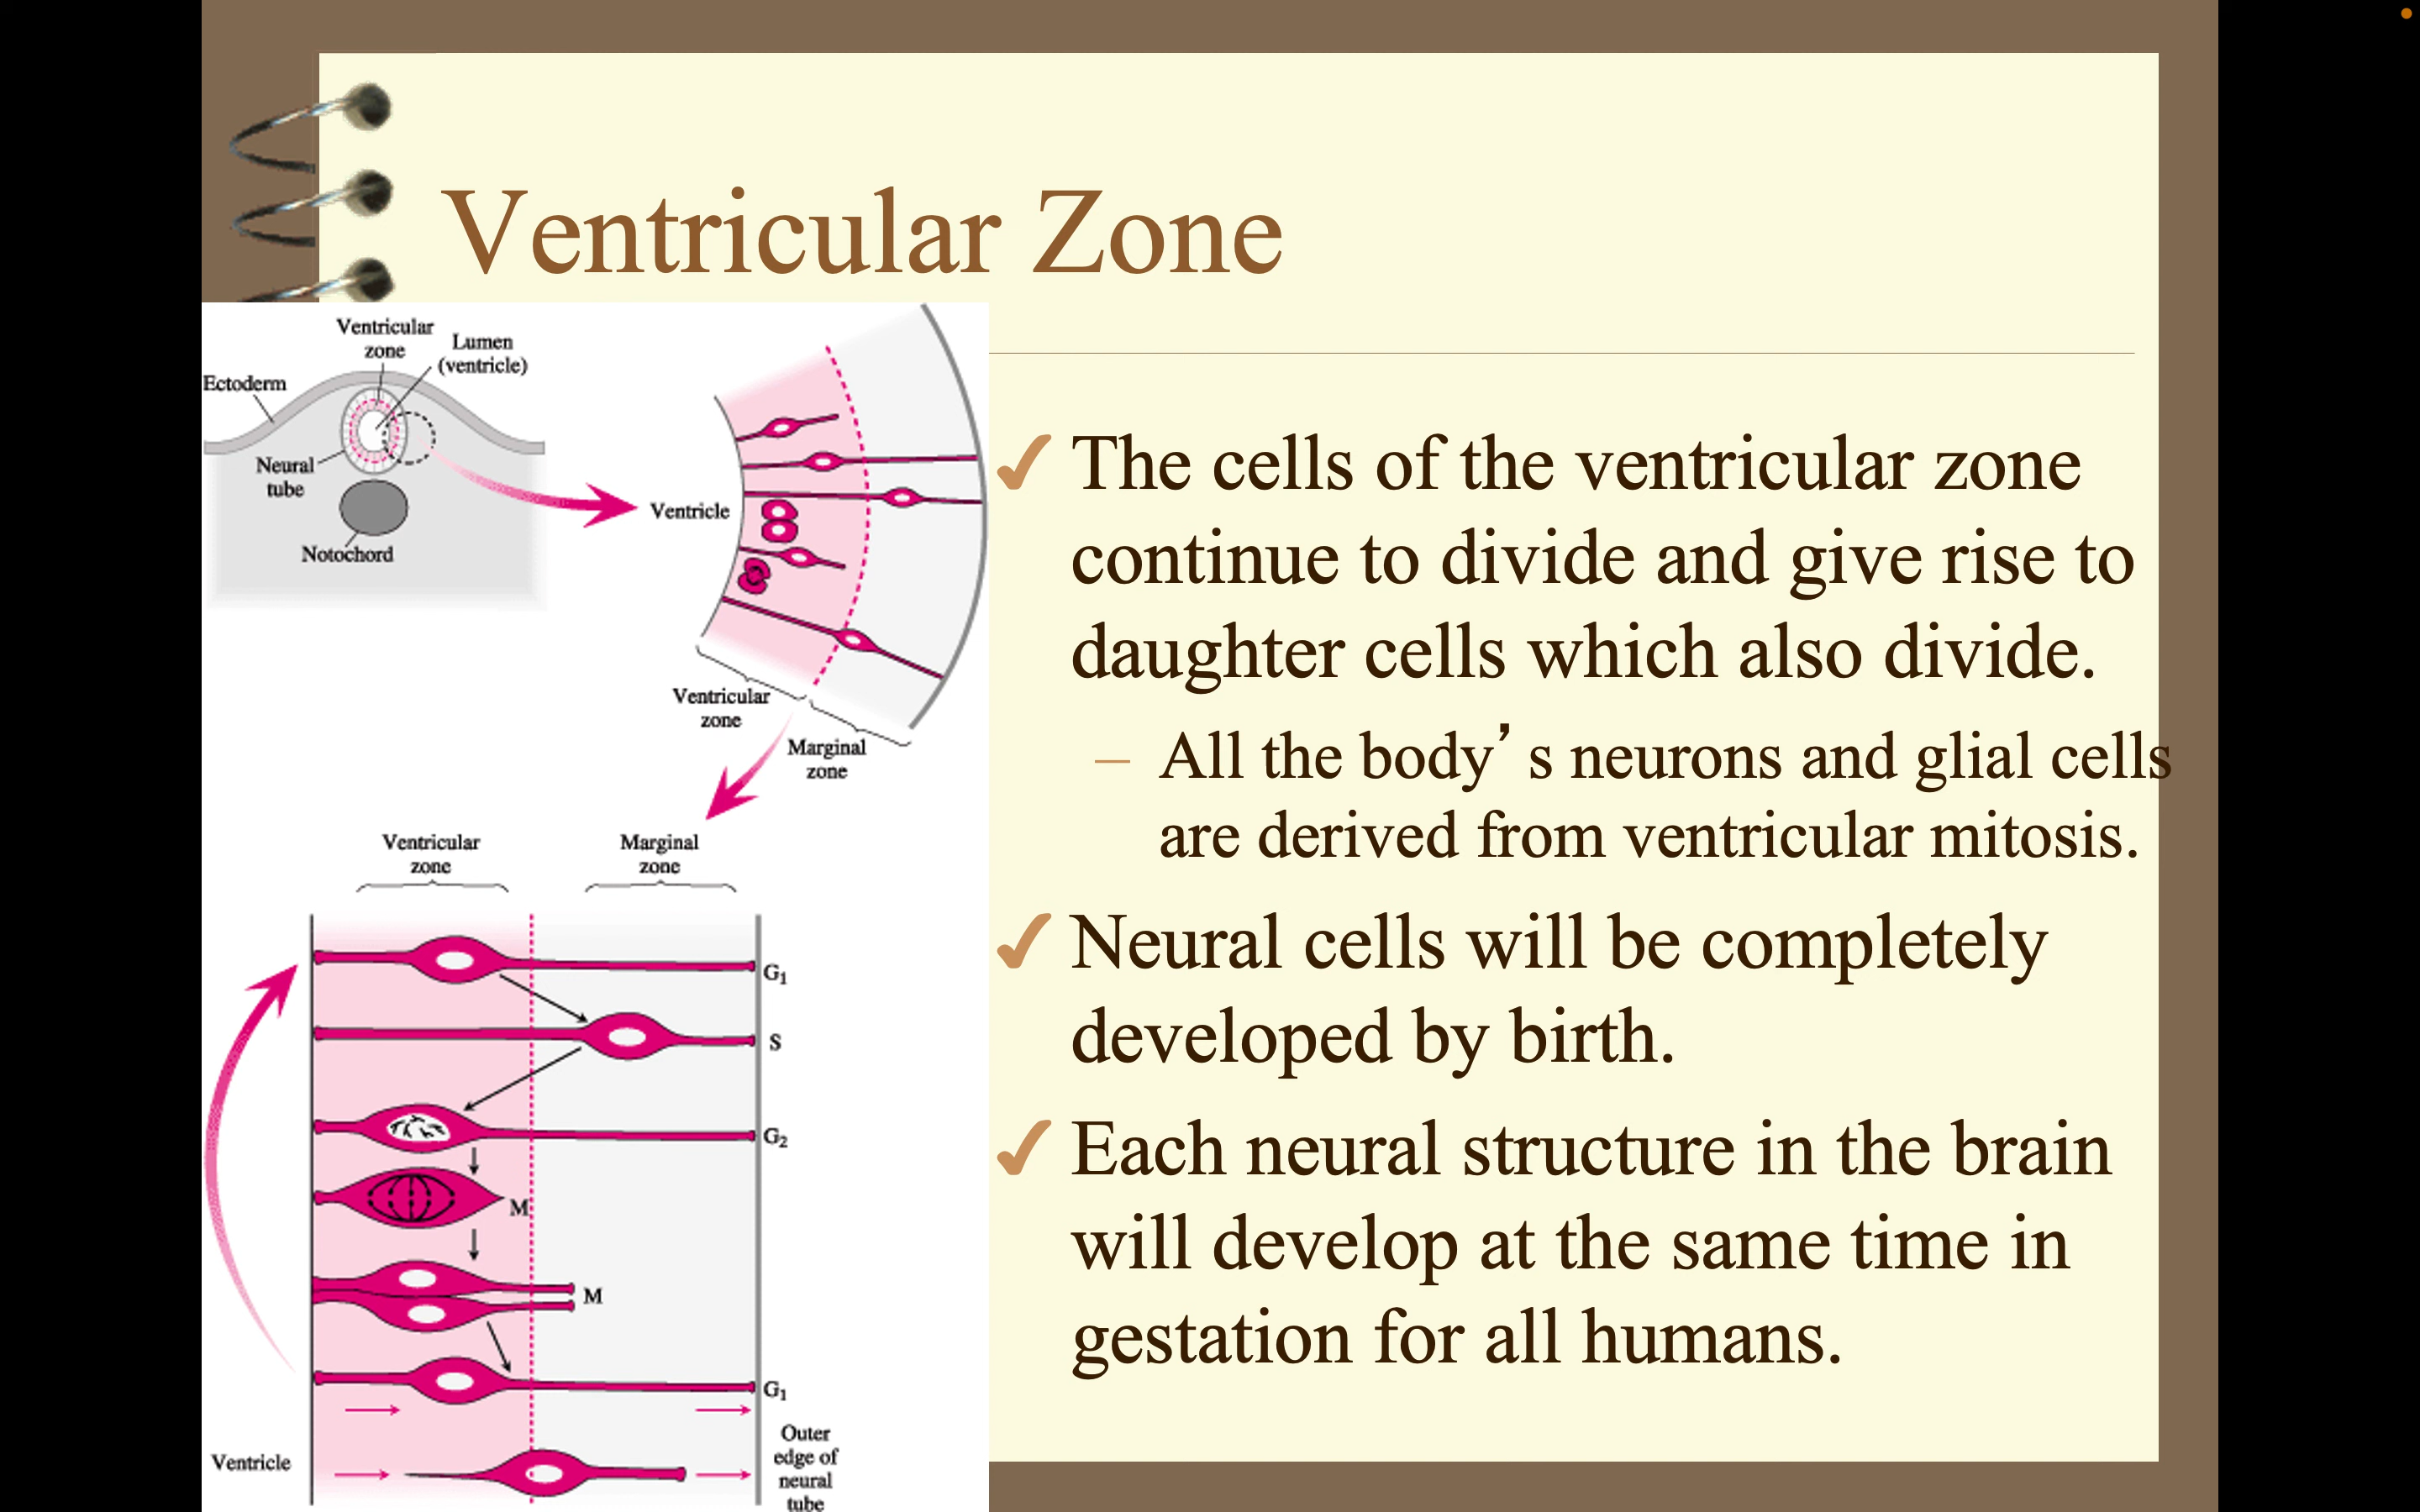 Ventricular Zone
Ventricular
zone
Lumen
(ventricle)
Ectoderm
Neural
tube
Notochord
Ventricle
Ventricular
zone
Marginal
zone
Ventricular
zone
Marginal
zone
G1
S
G2
M
M
G1
Ventricle
Outer
edge of
neural
tube
✓ The cells of the ventricular zone
continue to divide and give rise to
daughter cells which also divide.
– All the body’s neurons and glial cells
are derived from ventricular mitosis.
✓ Neural cells will be completely
developed by birth.
✓ Each neural structure in the brain
will develop at the same time in
gestation for all humans.